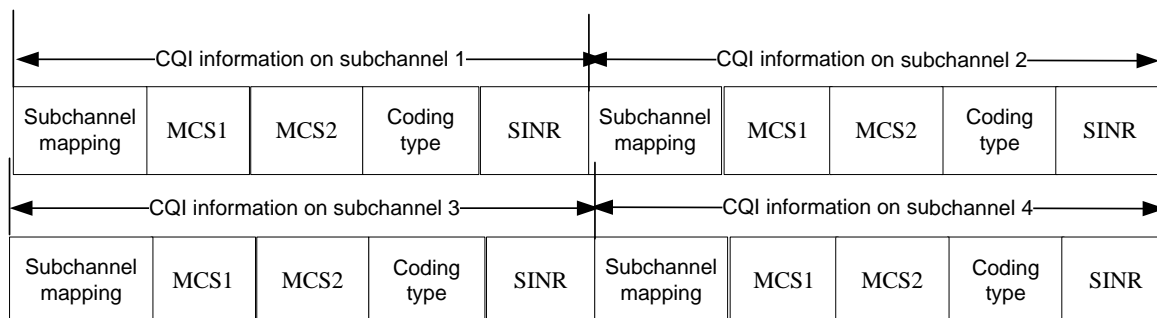 CQI information on subchannel 1
CQI information on subchannel 2
Subchannel mapping
MCS1
MCS2
Coding type
SINR
Subchannel mapping
MCS1
MCS2
Coding type
SINR
CQI information on subchannel 3
CQI information on subchannel 4
Subchannel mapping
MCS1
MCS2
Coding type
SINR
Subchannel mapping
MCS1
MCS2
Coding type
SINR